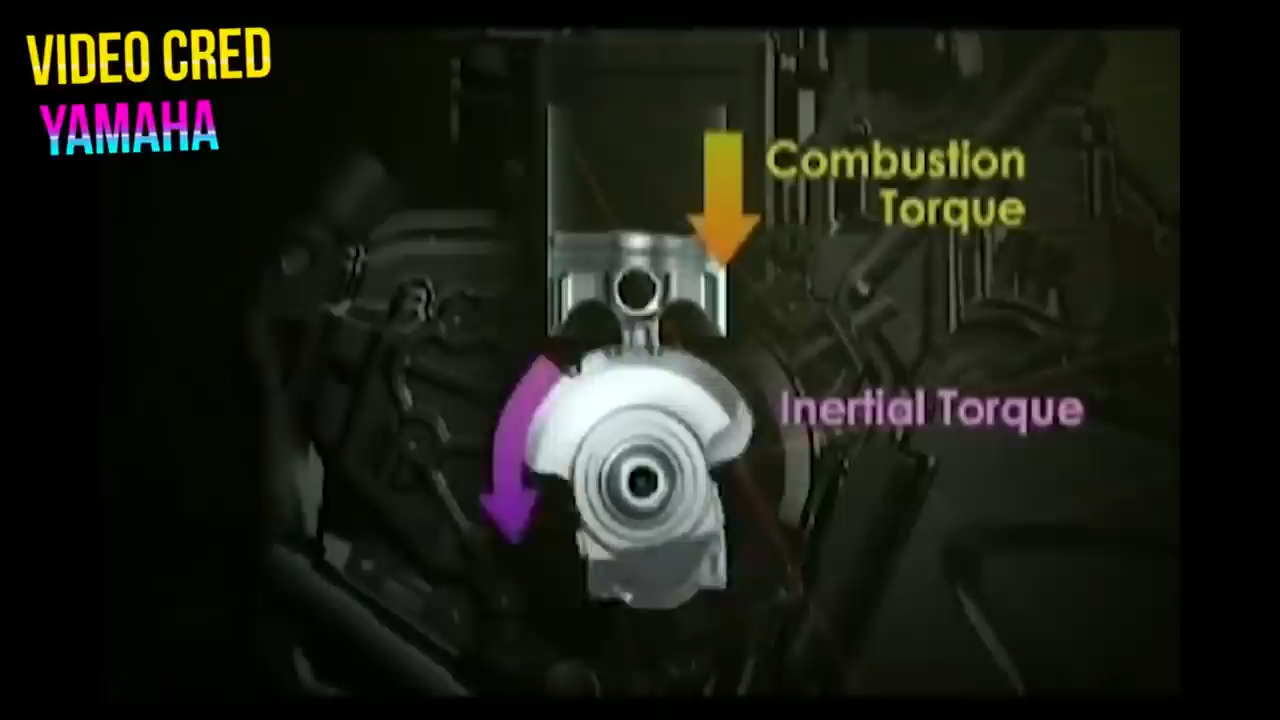 VIDEO CRED
YAMAHA
Combustion
Torque
Inertial Torque